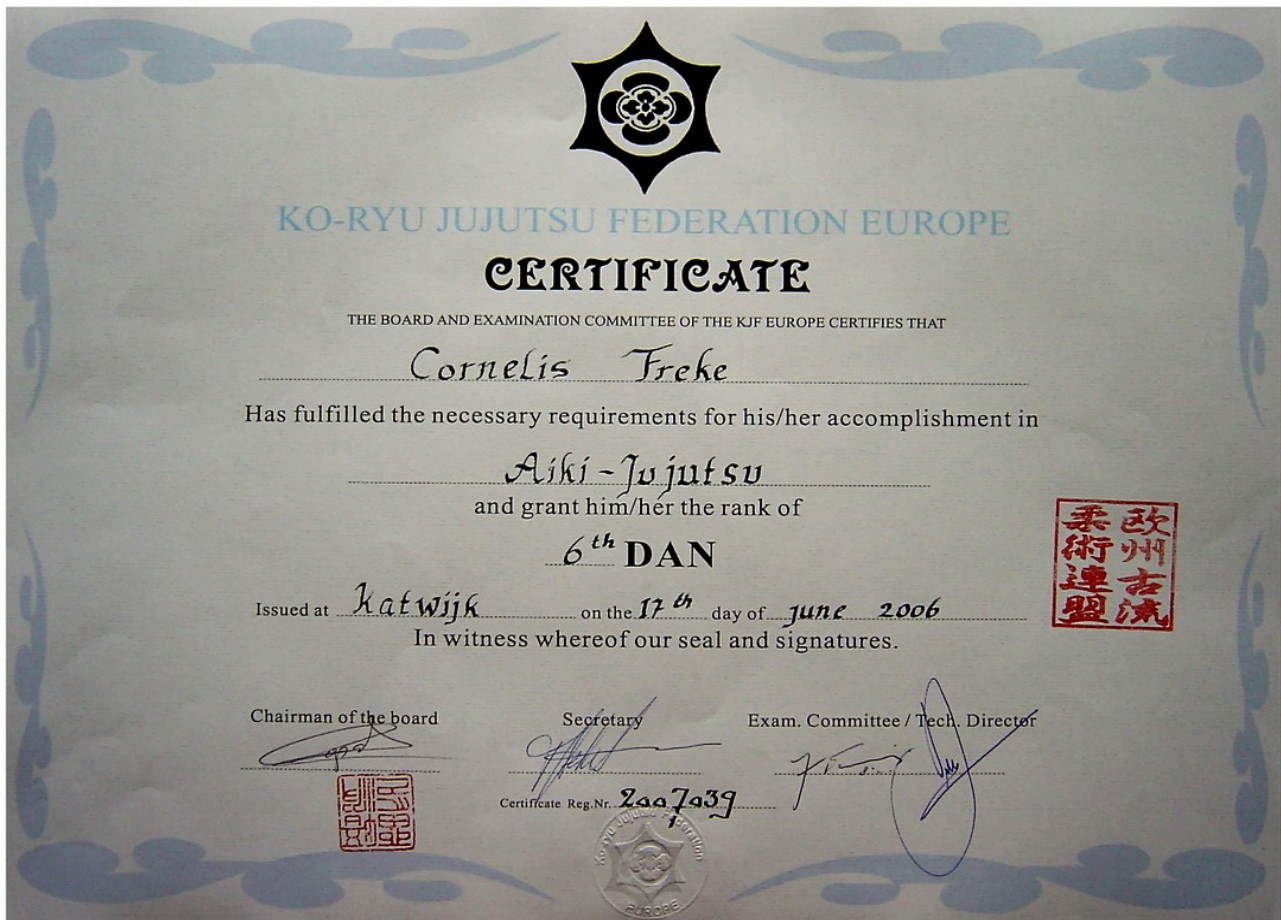 KO-RYU JUJUTSU FEDERATION EUROPE
CERTIFICATE
THE BOARD AND EXAMINATION COMMITTEE OF THE KJF EUROPE CERTIFIES THAT
Cornelis Freke
Has fulfilled the necessary requirements for his/her accomplishment in
Aiki-Jujutsu
and grant him/her the rank of
6th DAN
Issued at Katwijk on the 17th day of june 2006
In witness whereof our seal and signatures.
欧州古流
柔術連盟
Chairman of the board Secretary Exam. Committee / Tech. Director
Certificate Reg.Nr. 2007039
Ko-ryu Jujutsu Federation
EUROPE